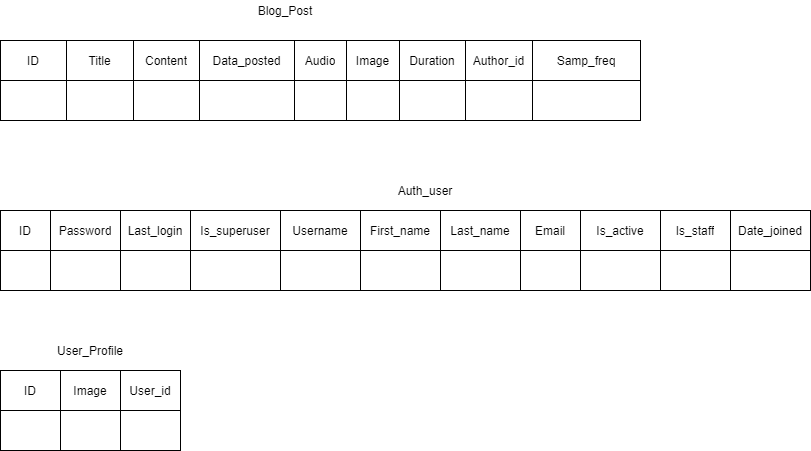 Blog_Post
ID Title Content Data_posted Audio Image Duration Author_id Samp_freq
Auth_user
ID Password Last_login Is_superuser Username First_name Last_name Email Is_active Is_staff Date_joined
User_Profile
ID Image User_id